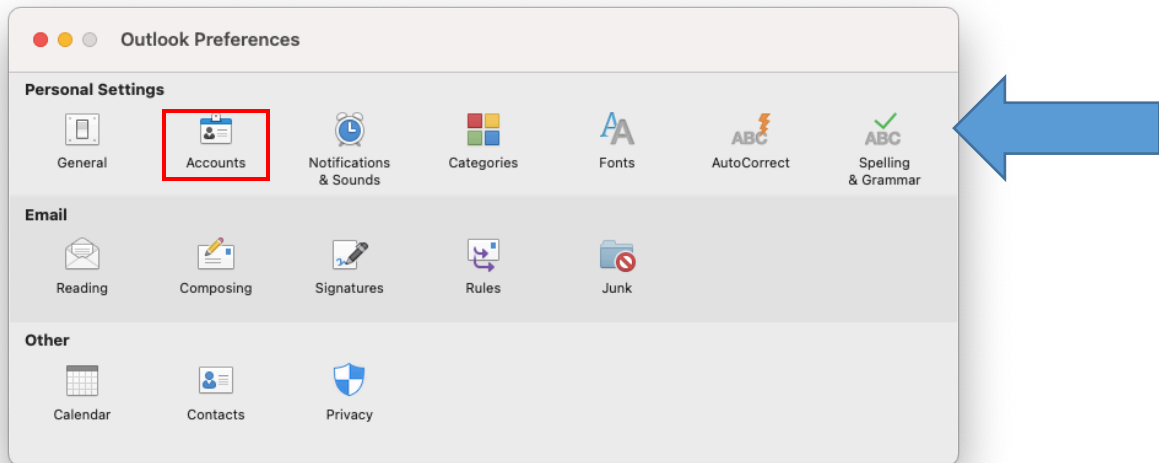 Outlook Preferences
Personal Settings
General
Accounts
Notifications
& Sounds
Categories
Fonts
ABC
AutoCorrect
ABC
Spelling
& Grammar
Email
Reading
Composing
Signatures
Rules
Junk
Other
Calendar
Contacts
Privacy